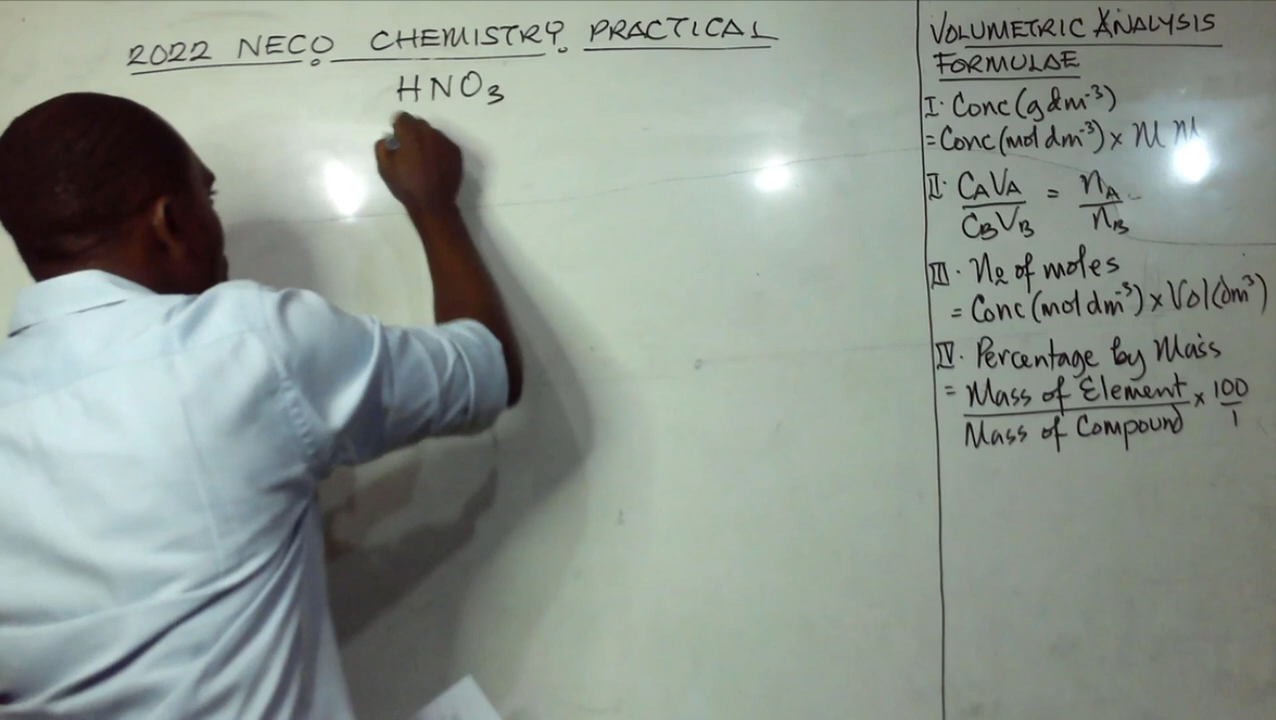 2022 NECO CHEMISTRY PRACTICAL
HNO₃
VOLUMETRIC ANALYSIS
FORMULAE
I. Conc(gdm⁻³)
= Conc(mol dm⁻³) × MM
II. CAVA/CBVB = nA/nB
III. No of moles
= Conc(mol dm⁻³) × Vol(dm³)
IV. Percentage by Mass
= Mass of Element/Mass of Compound × 100/1